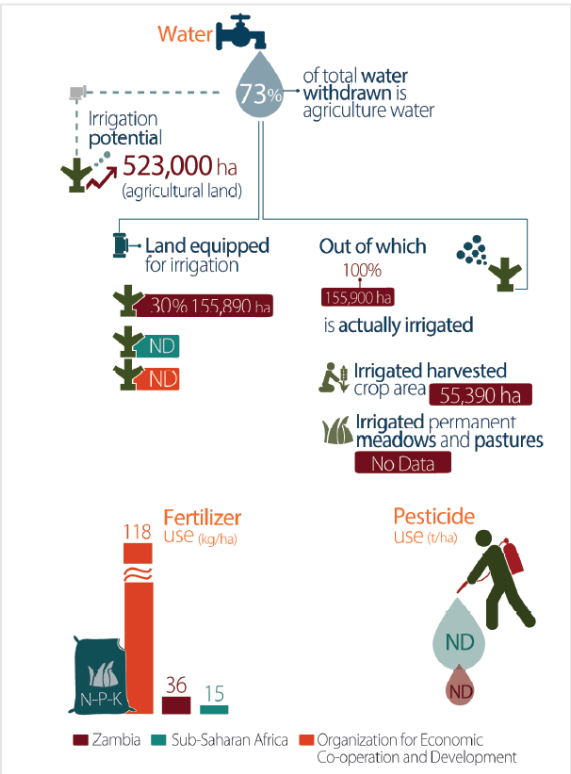 Water
73%
of total water
withdrawn is
agriculture water
Irrigation
potential
523,000 ha
(agricultural land)
Land equipped
for irrigation
30% 155,890 ha
ND
ND
Out of which
100%
155,900 ha
is actually irrigated
Irrigated harvested
crop area 55,390 ha
Irrigated permanent
meadows and pastures
No Data
Fertilizer
use (kg/ha)
118
N-P-K
36
15
Pesticide
use (t/ha)
ND
ND
Zambia Sub-Saharan Africa Organization for Economic
Co-operation and Development